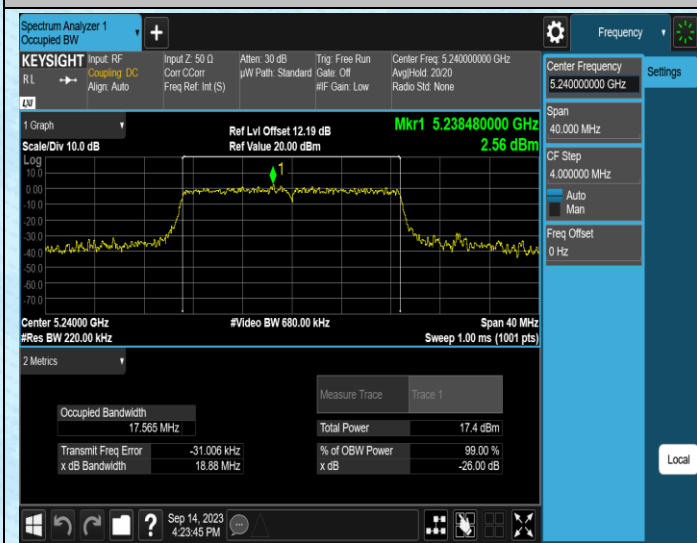 Spectrum Analyzer 1
Occupied BW
+
Frequency
KEYSIGHT
RL
LNI
Input: RF
Coupling: DC
Align: Auto
Input Z: 50 Ω
Corr CCorr
Freq Ref: Int (S)
Atten: 30 dB
µW Path: Standard
Trig: Free Run
Gate: Off
#IF Gain: Low
Center Freq: 5.240000000 GHz
Avg|Hold: 20/20
Radio Std: None
Center Frequency
5.240000000 GHz
Settings
Span
40.000 MHz
CF Step
4.000000 MHz
Auto
Man
Freq Offset
0 Hz
Local
1 Graph
Scale/Div 10.0 dB
Ref Lvl Offset 12.19 dB
Ref Value 20.00 dBm
Mkr1 5.238480000 GHz
2.56 dBm
Log
10.0
0.00
-10.0
-20.0
-30.0
-40.0
-50.0
-60.0
-70.0
1
Center 5.24000 GHz
#Res BW 220.00 kHz
#Video BW 680.00 kHz
Span 40 MHz
Sweep 1.00 ms (1001 pts)
2 Metrics
Measure Trace Trace 1
Occupied Bandwidth
17.565 MHz
Total Power 17.4 dBm
Transmit Freq Error -31.006 kHz
% of OBW Power 99.00 %
x dB Bandwidth 18.88 MHz
x dB -26.00 dB
?
Sep 14, 2023
4:23:45 PM